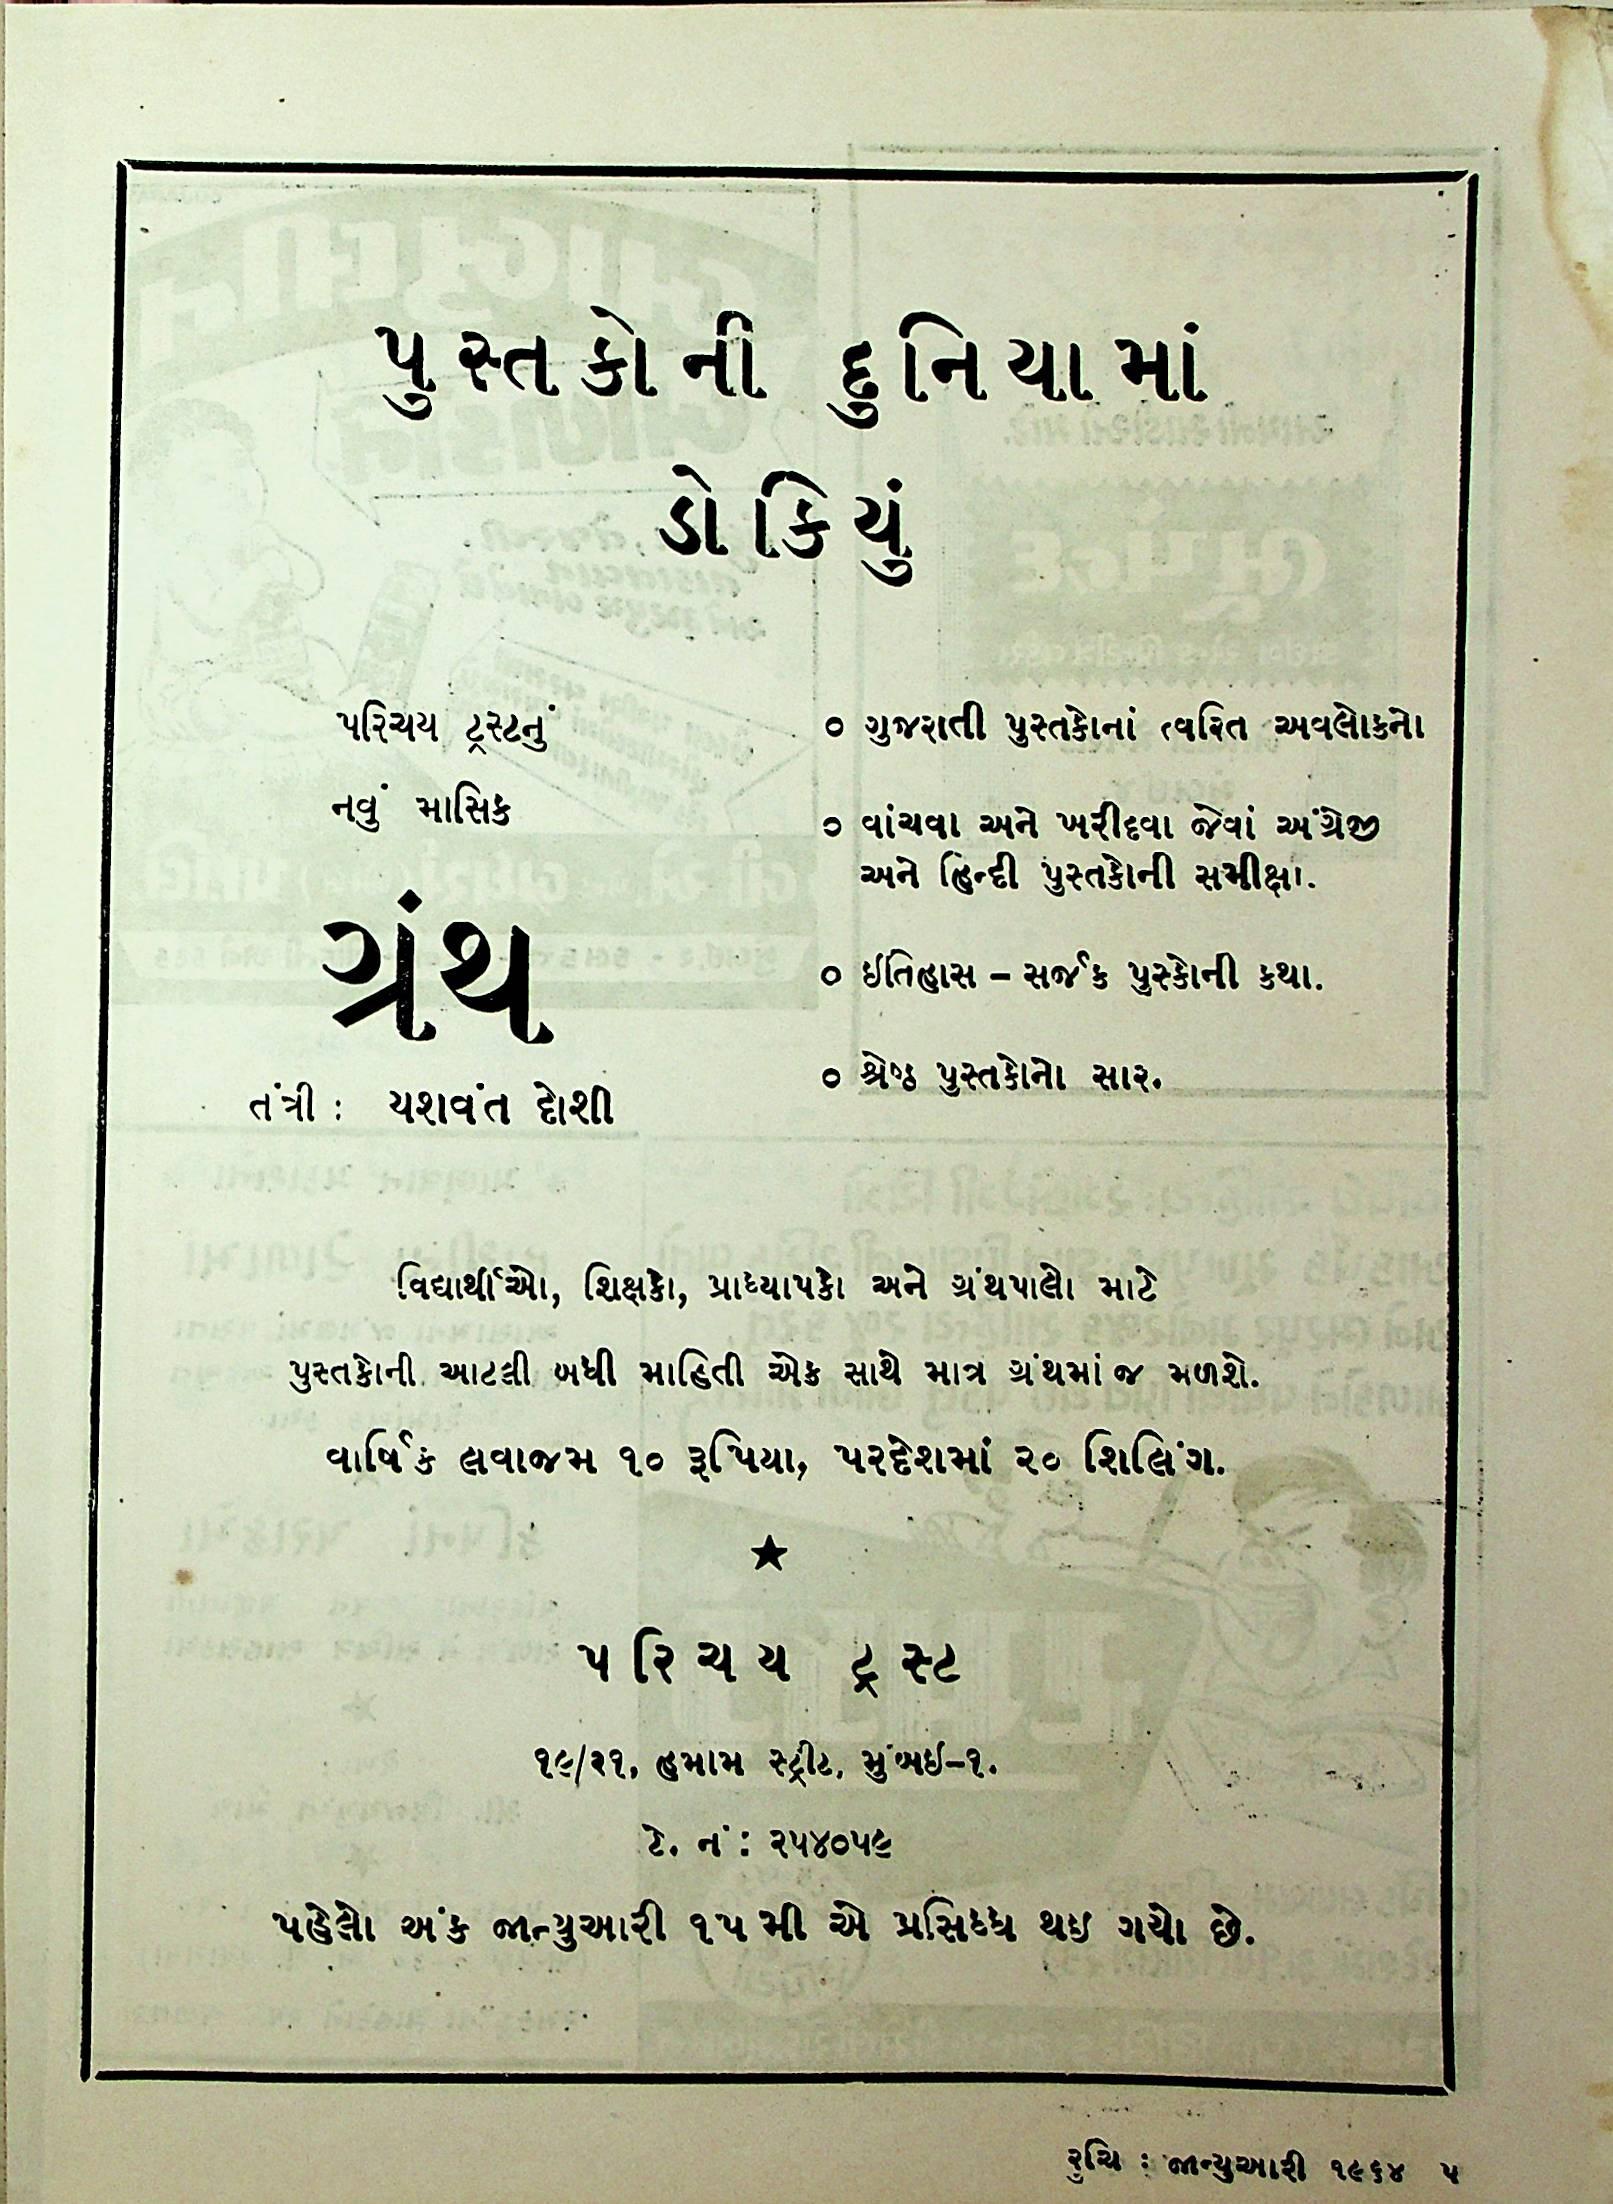 પુસ્તકોની દુનિયામાં
ડોકિયું
પરિચય ટ્રસ્ટનું
નવું માસિક
ગ્રંથ
તંત્રી : યશવંત દોશી
૦ ગુજરાતી પુસ્તકોનાં ત્વરિત અવલોકનો
૦ વાંચવા અને ખરીદવા જેવાં અંગ્રેજી
અને હિન્દી પુસ્તકોની સમીક્ષા.
૦ ઇતિહાસ – સર્જક પુસ્કોની કથા.
૦ શ્રેષ્ઠ પુસ્તકોનો સાર.
વિદ્યાર્થીઓ, શિક્ષકો, પ્રાધ્યાપકો અને ગ્રંથપાલો માટે
પુસ્તકોની આટલી બધી માહિતી એક સાથે માત્ર ગ્રંથમાં જ મળશે.
વાર્ષિક લવાજમ ૧૦ રૂપિયા, પરદેશમાં ૨૦ શિલિંગ.
★
પરિચય ટ્રસ્ટ
૧૯/૨૧, હમામ સ્ટ્રીટ, મુંબઇ–૧.
ટે. નં : ૨૫૪૦૫૯
પહેલો અંક જાન્યુઆરી ૧૫ મી એ પ્રસિધ્ધ થઇ ગયો છે.
રુચિ : જાન્યુઆરી ૧૯૬૪ ૫